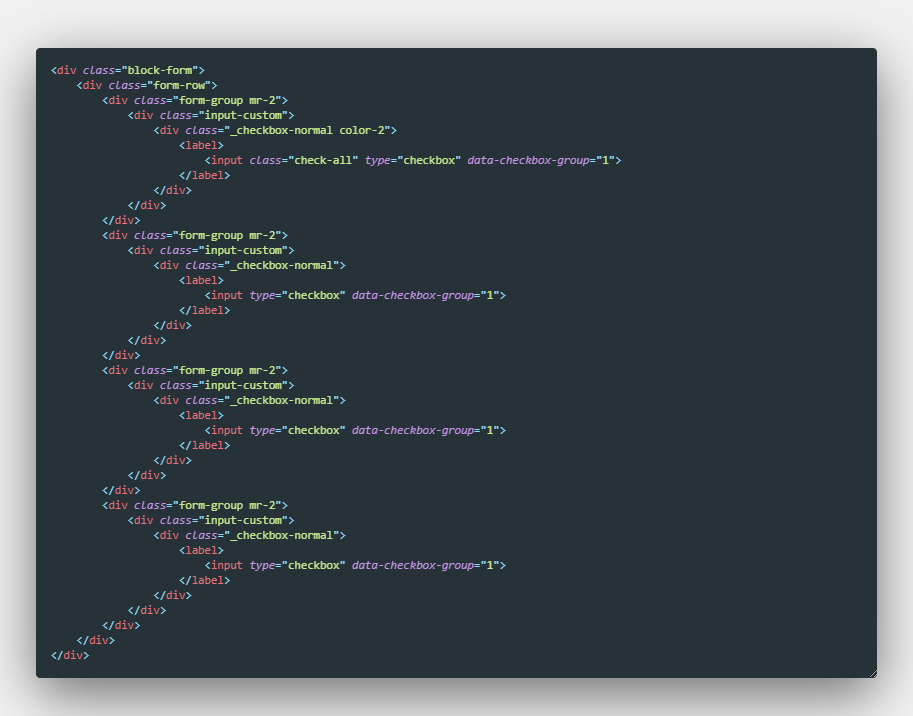 <div class="block-form">
    <div class="form-row">
        <div class="form-group mr-2">
            <div class="input-custom">
                <div class="_checkbox-normal color-2">
                    <label>
                        <input class="check-all" type="checkbox" data-checkbox-group="1">
                    </label>
                </div>
            </div>
        </div>
        <div class="form-group mr-2">
            <div class="input-custom">
                <div class="_checkbox-normal">
                    <label>
                        <input type="checkbox" data-checkbox-group="1">
                    </label>
                </div>
            </div>
        </div>
        <div class="form-group mr-2">
            <div class="input-custom">
                <div class="_checkbox-normal">
                    <label>
                        <input type="checkbox" data-checkbox-group="1">
                    </label>
                </div>
            </div>
        </div>
        <div class="form-group mr-2">
            <div class="input-custom">
                <div class="_checkbox-normal">
                    <label>
                        <input type="checkbox" data-checkbox-group="1">
                    </label>
                </div>
            </div>
        </div>
    </div>
</div>